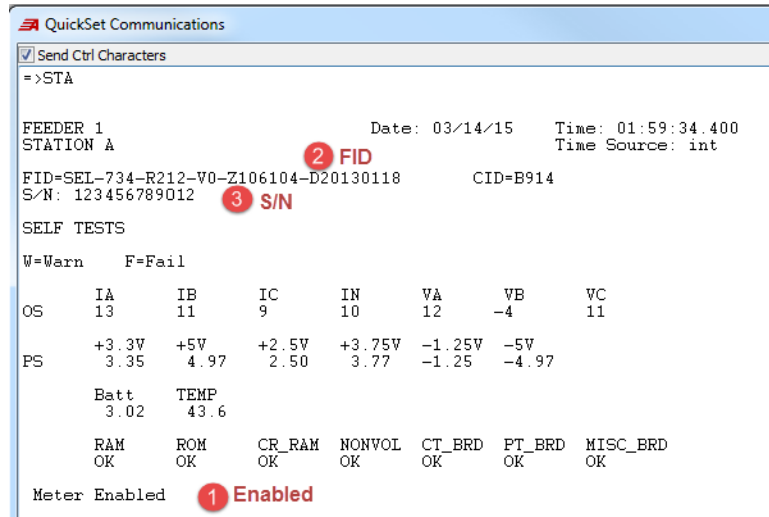 QuickSet Communications
Send Ctrl Characters
=>STA
FEEDER 1 Date: 03/14/15 Time: 01:59:34.400
STATION A Time Source: int
2 FID
FID=SEL-734-R212-V0-Z106104-D20130118 CID=B914
S/N: 123456789012 3 S/N
SELF TESTS
W=Warn F=Fail
IA IB IC IN VA VB VC
OS 13 11 9 10 12 -4 11
+3.3V +5V +2.5V +3.75V -1.25V -5V
PS 3.35 4.97 2.50 3.77 -1.25 -4.97
Batt TEMP
3.02 43.6
RAM ROM CR_RAM NONVOL CT_BRD PT_BRD MISC_BRD
OK OK OK OK OK OK OK
Meter Enabled 1 Enabled